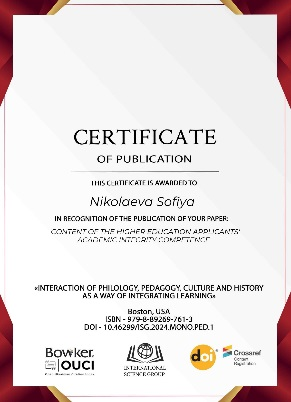 CERTIFICATE
OF PUBLICATION
THIS CERTIFICATE IS AWARDED TO
Nikolaeva Sofiya
IN RECOGNITION OF THE PUBLICATION OF YOUR PAPER:
CONTENT OF THE HIGHER EDUCATION APPLICANTS'
ACADEMIC INTEGRITY COMPETENCE
«INTERACTION OF PHILOLOGY, PEDAGOGY, CULTURE AND HISTORY
AS A WAY OF INTEGRATING LEARNING»
Boston, USA
ISBN - 979-8-89269-761-3
DOI - 10.46299/ISG.2024.MONO.PED.1
Bowker
OUCI
INTERNATIONAL
SCIENCE GROUP
doi
Crossref
Content
Registration